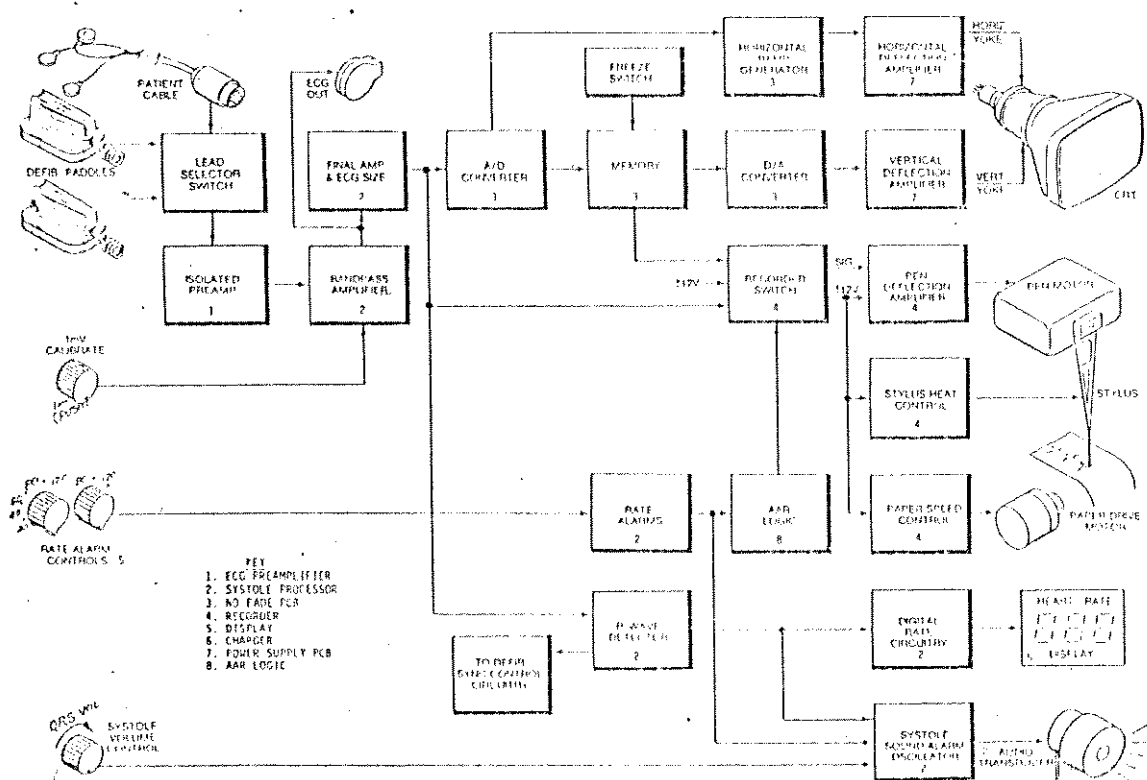 PATIENT
CABLE
DEFIB PADDLES
LEAD
SELECTOR
SWITCH
ISOLATED
PREAMP
1
ECG
OUT
FINAL AMP
& ECG SIZE
2
BANDPASS
AMPLIFIER
2
1mV
CALIBRATE
A/D
CONVERTER
3
FREEZE
SWITCH
MEMORY
3
HORIZONTAL
GENERATOR
3
D/A
CONVERTER
3
HORIZONTAL
DEFLECTION
AMPLIFIER
7
VERTICAL
DEFLECTION
AMPLIFIER
7
HORIZ
YOKE
VERT
YOKE
CRT
RECORDER
SWITCH
4
SIG.
PEN
DEFLECTION
AMPLIFIER
4
PEN MOTOR
STYLUS HEAT
CONTROL
4
STYLUS
PAPER SPEED
CONTROL
4
PAPER DRIVE
MOTOR
RATE ALARM
CONTROLS 5
RATE
ALARMS
2
AAR
LOGIC
8
KEY
1. ECG PREAMPLIFIER
2. SYSTOLE PROCESSOR
3. NO FADE PCB
4. RECORDER
5. DISPLAY
6. CHARGER
7. POWER SUPPLY PCB
8. AAR LOGIC
R-WAVE
DETECTER
2
TO DEFIB
SYNC CONTROL
CIRCUITRY
DIGITAL
RATE
CIRCUITRY
2
HEART RATE
DISPLAY
QRS VOL
SYSTOLE
VOLUME
CONTROL
SYSTOLE
SOUND ALARM
OSCILLATOR
AUDIO
TRANSDUCER